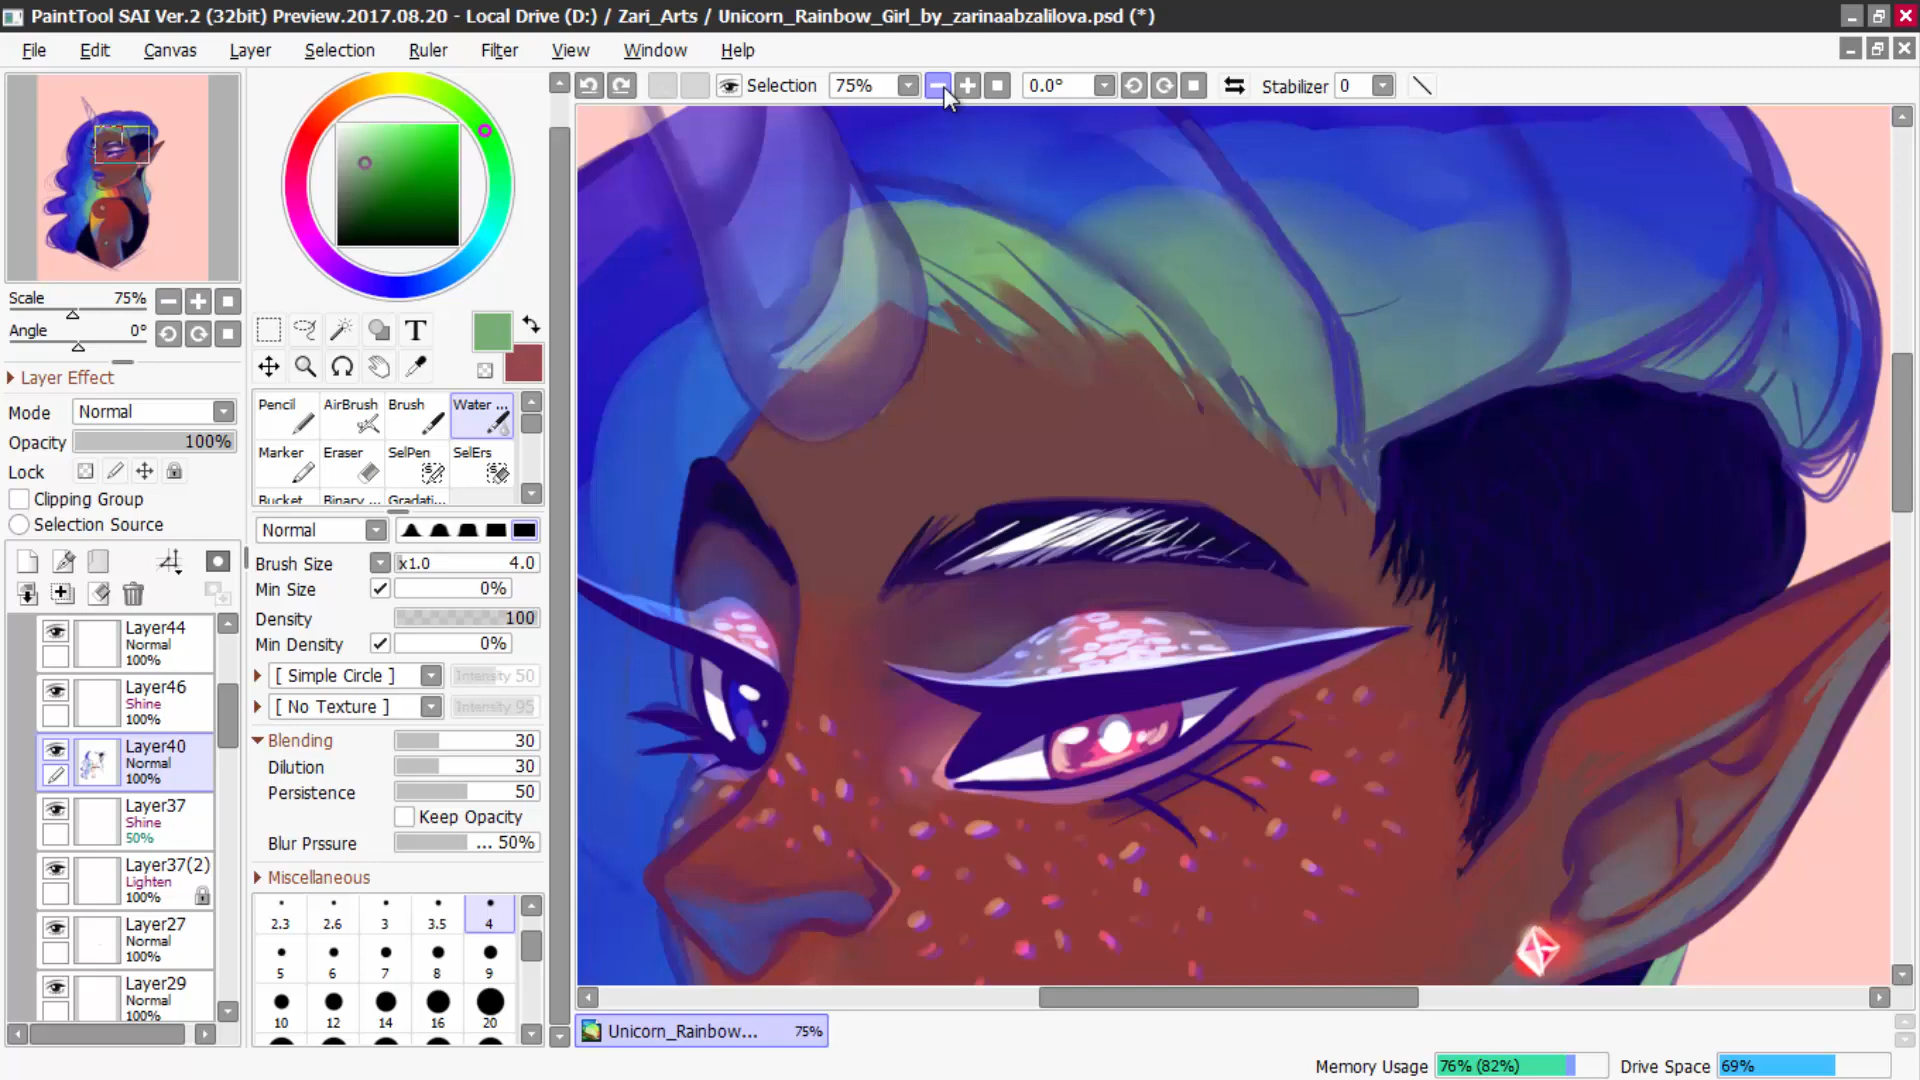 PaintTool SAI Ver.2 (32bit) Preview.2017.08.20 - Local Drive (D:) / Zari_Arts / Unicorn_Rainbow_Girl_by_zarinaabzalilova.psd (*)
File Edit Canvas Layer Selection Ruler Filter View Window Help
Selection 75% 0.0° Stabilizer 0
Scale 75%
Angle 0°
Layer Effect
Mode Normal
Opacity 100%
Lock
Clipping Group
Selection Source
Layer44
Normal
100%
Layer46
Shine
100%
Layer40
Normal
100%
Layer37
Shine
50%
Layer37(2)
Lighten
100%
Layer27
Normal
100%
Layer29
Normal
100%
T
Pencil AirBrush Brush Water ...
Marker Eraser SelPen SelErs
Bucket Binary ... Gradati...
Normal
Brush Size x1.0 4.0
Min Size 0%
Density 100
Min Density 0%
[ Simple Circle ] Intensity 50
[ No Texture ] Intensity 95
Blending 30
Dilution 30
Persistence 50
Keep Opacity
Blur Prssure ... 50%
Miscellaneous
2.3 2.6 3 3.5 4
5 6 7 8 9
10 12 14 16 20
Unicorn_Rainbow... 75%
Memory Usage 76% (82%) Drive Space 69%